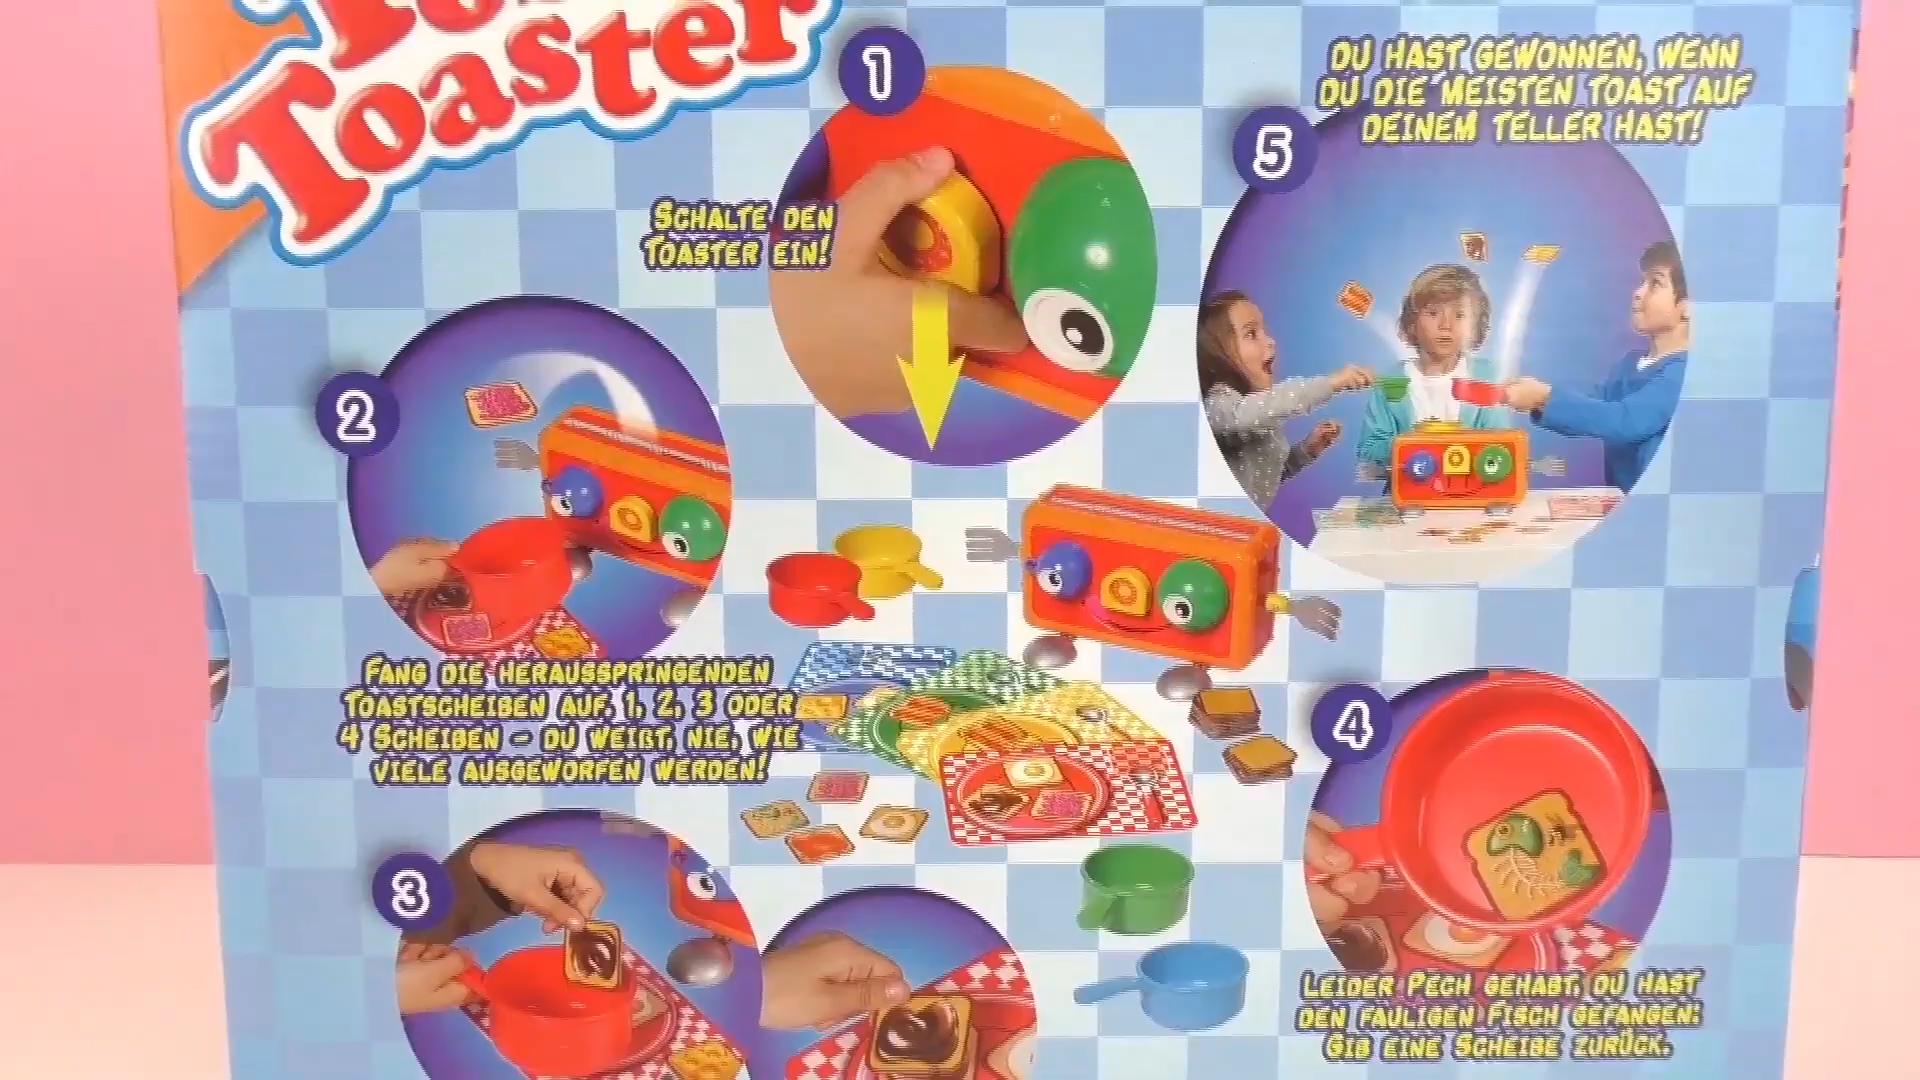 Toaster
1
SCHALTE DEN
TOASTER EIN!
2
FANG DIE HERAUSSPRINGENDEN
TOASTSCHEIBEN AUF, 1, 2, 3 ODER
4 SCHEIBEN – DU WEIßT, NIE, WIE
VIELE AUSGEWORFEN WERDEN!
3
4
LEIDER PECH GEHABT, DU HAST
DEN FAULIGEN FISCH GEFANGEN:
GIB EINE SCHEIBE ZURÜCK.
5
DU HAST GEWONNEN, WENN
DU DIE MEISTEN TOAST AUF
DEINEM TELLER HAST!